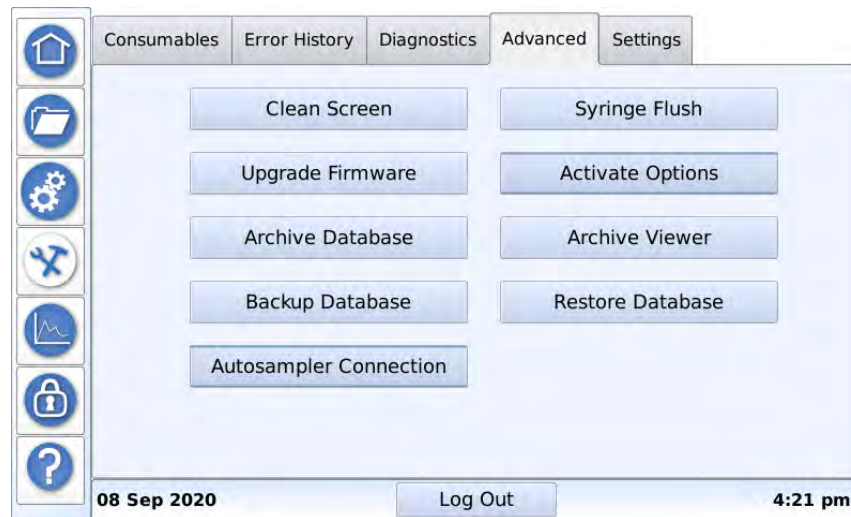 Consumables Error History Diagnostics Advanced Settings
Clean Screen Syringe Flush
Upgrade Firmware Activate Options
Archive Database Archive Viewer
Backup Database Restore Database
Autosampler Connection
?
08 Sep 2020 Log Out 4:21 pm